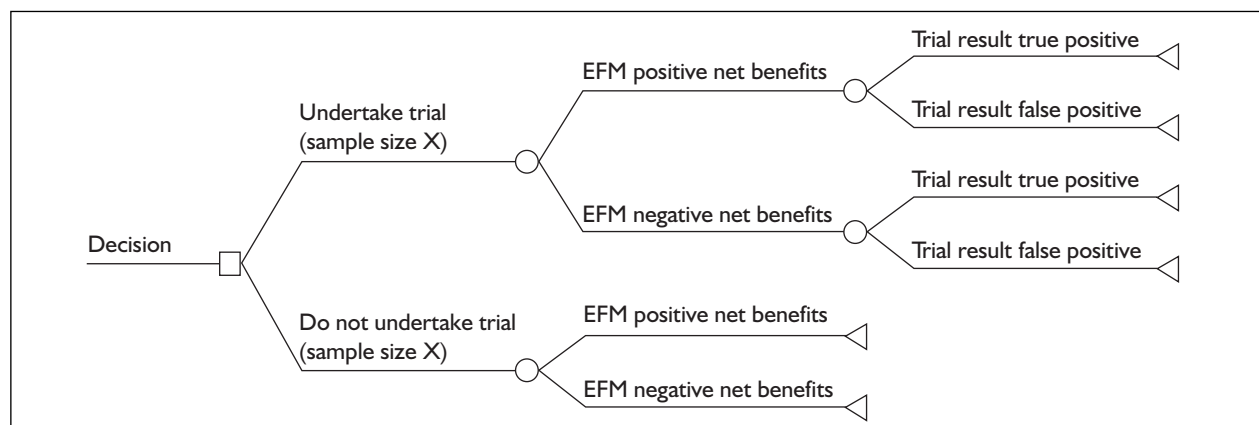 Trial result true positive
EFM positive net benefits
Trial result false positive
Undertake trial
(sample size X)
Trial result true positive
EFM negative net benefits
Trial result false positive
Decision
EFM positive net benefits
Do not undertake trial
(sample size X)
EFM negative net benefits